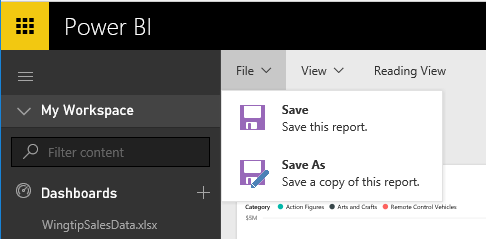 Power BI
File View Reading View
My Workspace
Save
Save this report.
Filter content
Save As
Save a copy of this report.
Dashboards
Category Action Figures Arts and Crafts Remote Control Vehicles
$5M
WingtipSalesData.xlsx